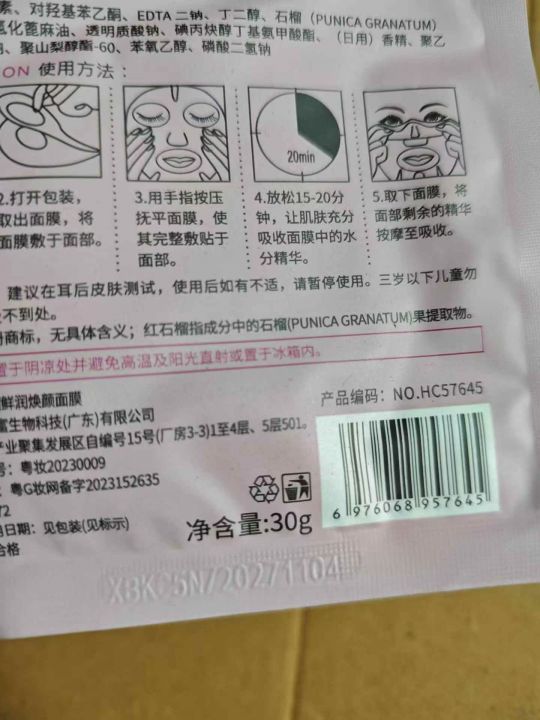 素、对羟基苯乙酮、EDTA 二钠、丁二醇、石榴（PUNICA GRANATUM）
氢化蓖麻油、透明质酸钠、碘丙炔醇丁基氨甲酸酯、（日用）香精、聚乙
聚山梨醇酯-60、苯氧乙醇、磷酸二氢钠
ON 使用方法：
20min
2.打开包装，
取出面膜，将
面膜敷于面部。
3.用手指按压
抚平面膜，使
其完整敷贴于
面部。
4.放松15-20分
钟，让肌肤充分
吸收面膜中的水
分精华。
5.取下面膜，将
面部剩余的精华
按摩至吸收。
建议在耳后皮肤测试，使用后如有不适，请暂停使用。三岁以下儿童勿
及不到处。
册商标，无具体含义；红石榴指成分中的石榴(PUNICA GRANATUM)果提取物。
置于阴凉处并避免高温及阳光直射或置于冰箱内。
鲜润焕颜面膜
富生物科技(广东)有限公司
产业聚集发展区自编号15号(厂房3-3)1至4层、5层501。
号：粤妆20230009
：粤G妆网备字2023152635
72
用日期：见包装(见标示)
合格
产品编码：NO.HC57645
6 976068 957645
净含量:30g
XBKC5N/20271104